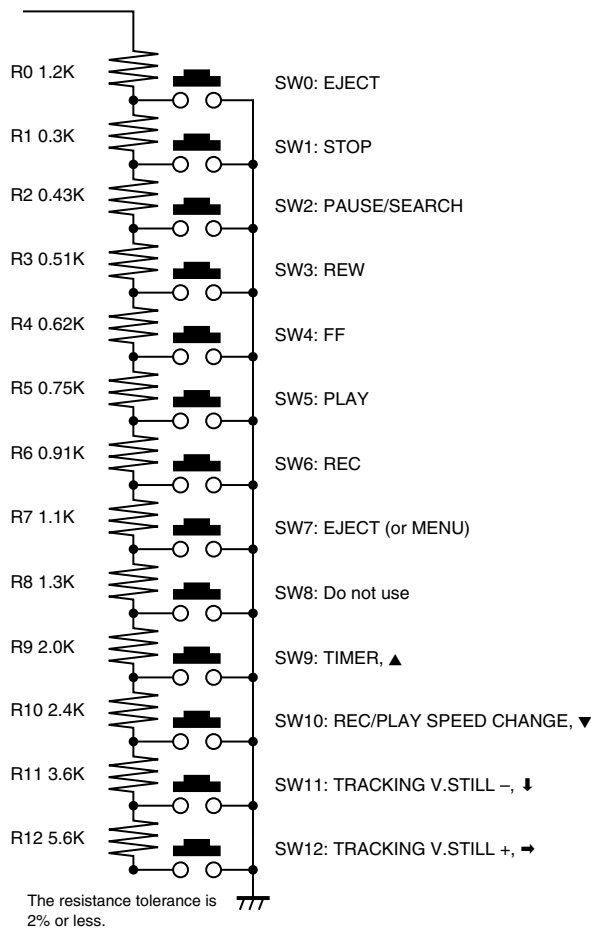 R0 1.2K
SW0: EJECT
R1 0.3K
SW1: STOP
R2 0.43K
SW2: PAUSE/SEARCH
R3 0.51K
SW3: REW
R4 0.62K
SW4: FF
R5 0.75K
SW5: PLAY
R6 0.91K
SW6: REC
R7 1.1K
SW7: EJECT (or MENU)
R8 1.3K
SW8: Do not use
R9 2.0K
SW9: TIMER, ▲
R10 2.4K
SW10: REC/PLAY SPEED CHANGE, ▼
R11 3.6K
SW11: TRACKING V.STILL –, ⬇
R12 5.6K
SW12: TRACKING V.STILL +, ➡
The resistance tolerance is
2% or less.